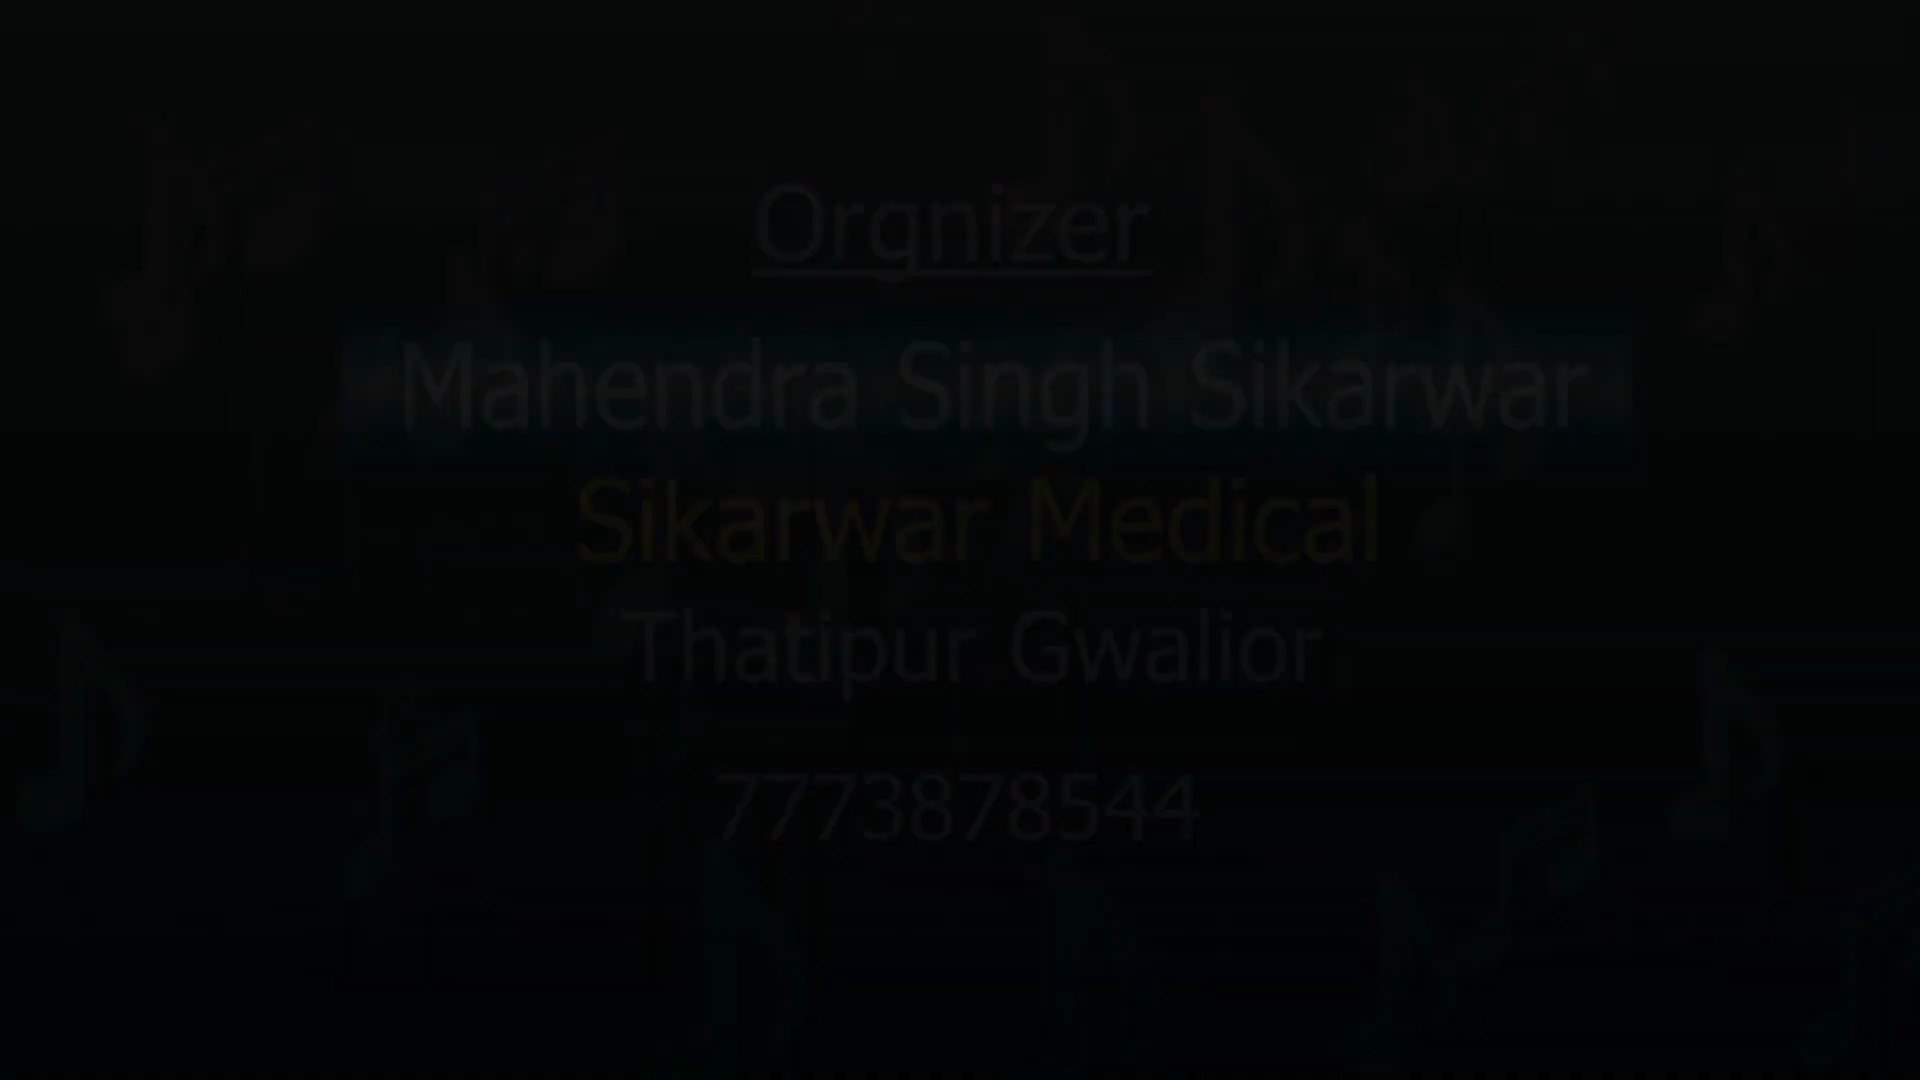 Orgnizer
Mahendra Singh Sikarwar
Sikarwar Medical
Thatipur Gwalior
7773878544